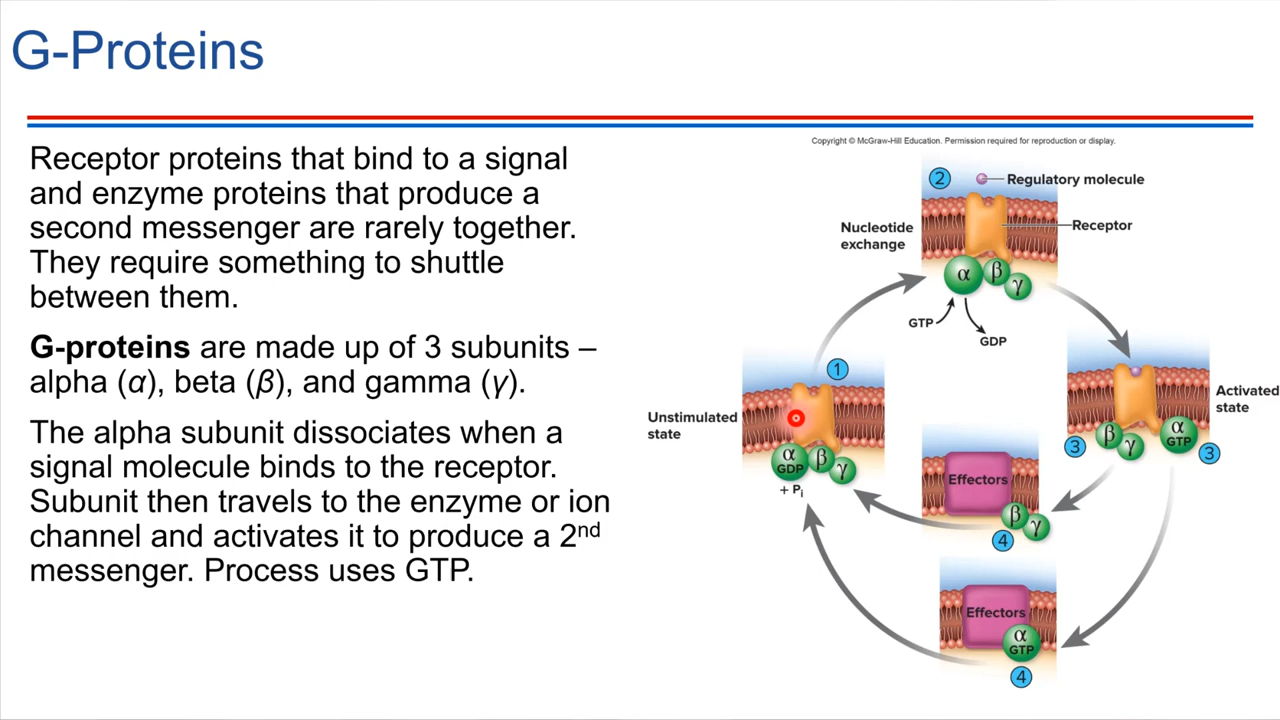 G-Proteins
Receptor proteins that bind to a signal
and enzyme proteins that produce a
second messenger are rarely together.
They require something to shuttle
between them.
G-proteins are made up of 3 subunits –
alpha (α), beta (β), and gamma (γ).
The alpha subunit dissociates when a
signal molecule binds to the receptor.
Subunit then travels to the enzyme or ion
channel and activates it to produce a 2nd
messenger. Process uses GTP.
Copyright © McGraw-Hill Education. Permission required for reproduction or display.
2
Regulatory molecule
Nucleotide
exchange
Receptor
α β γ
GTP
GDP
1
Unstimulated
state
α
GDP
β γ
+ Pi
Activated
state
β γ
α
GTP
3
3
Effectors
β γ
4
Effectors
α
GTP
4